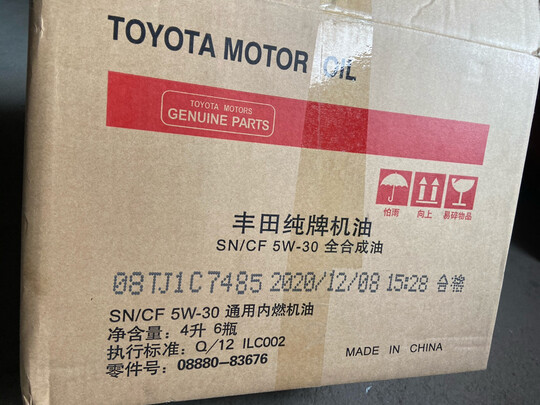 TOYOTA MOTOR OIL
TOYOTA MOTORS
GENUINE PARTS
怕雨 向上 易碎物品
丰田纯牌机油
SN/CF 5W-30 全合成油
08TJ1C7485 2020/12/08 15:28 合格
SN/CF 5W-30 通用内燃机油
净含量: 4升 6瓶
执行标准: Q/12 ILC002
零件号: 08880-83676
MADE IN CHINA